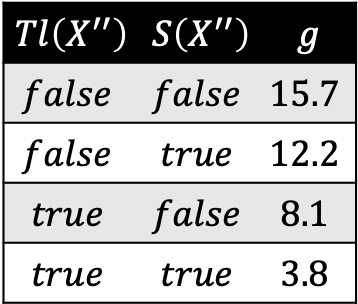 Tl(X″) S(X″) g
false false 15.7
false true 12.2
true false 8.1
true true 3.8